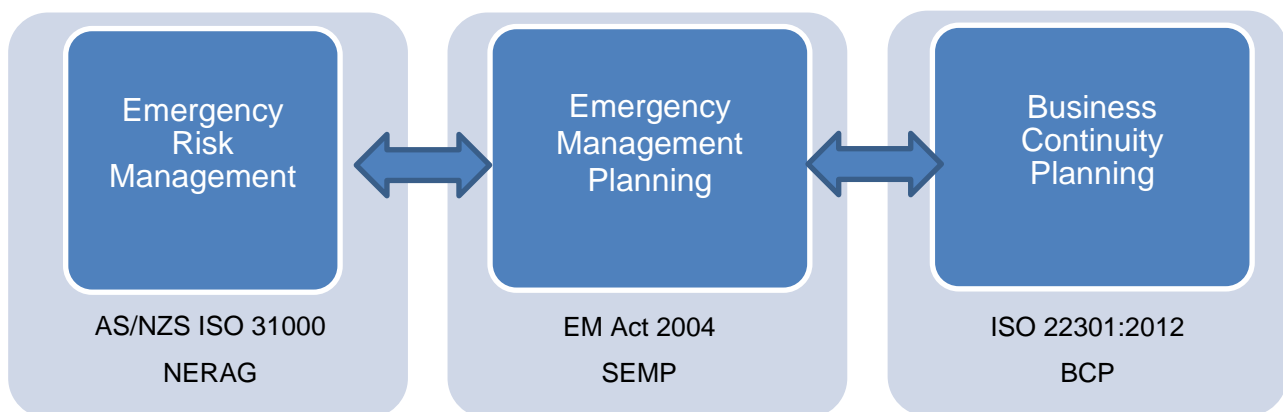 Emergency
Risk
Management
AS/NZS ISO 31000
NERAG
Emergency
Management
Planning
EM Act 2004
SEMP
Business
Continuity
Planning
ISO 22301:2012
BCP